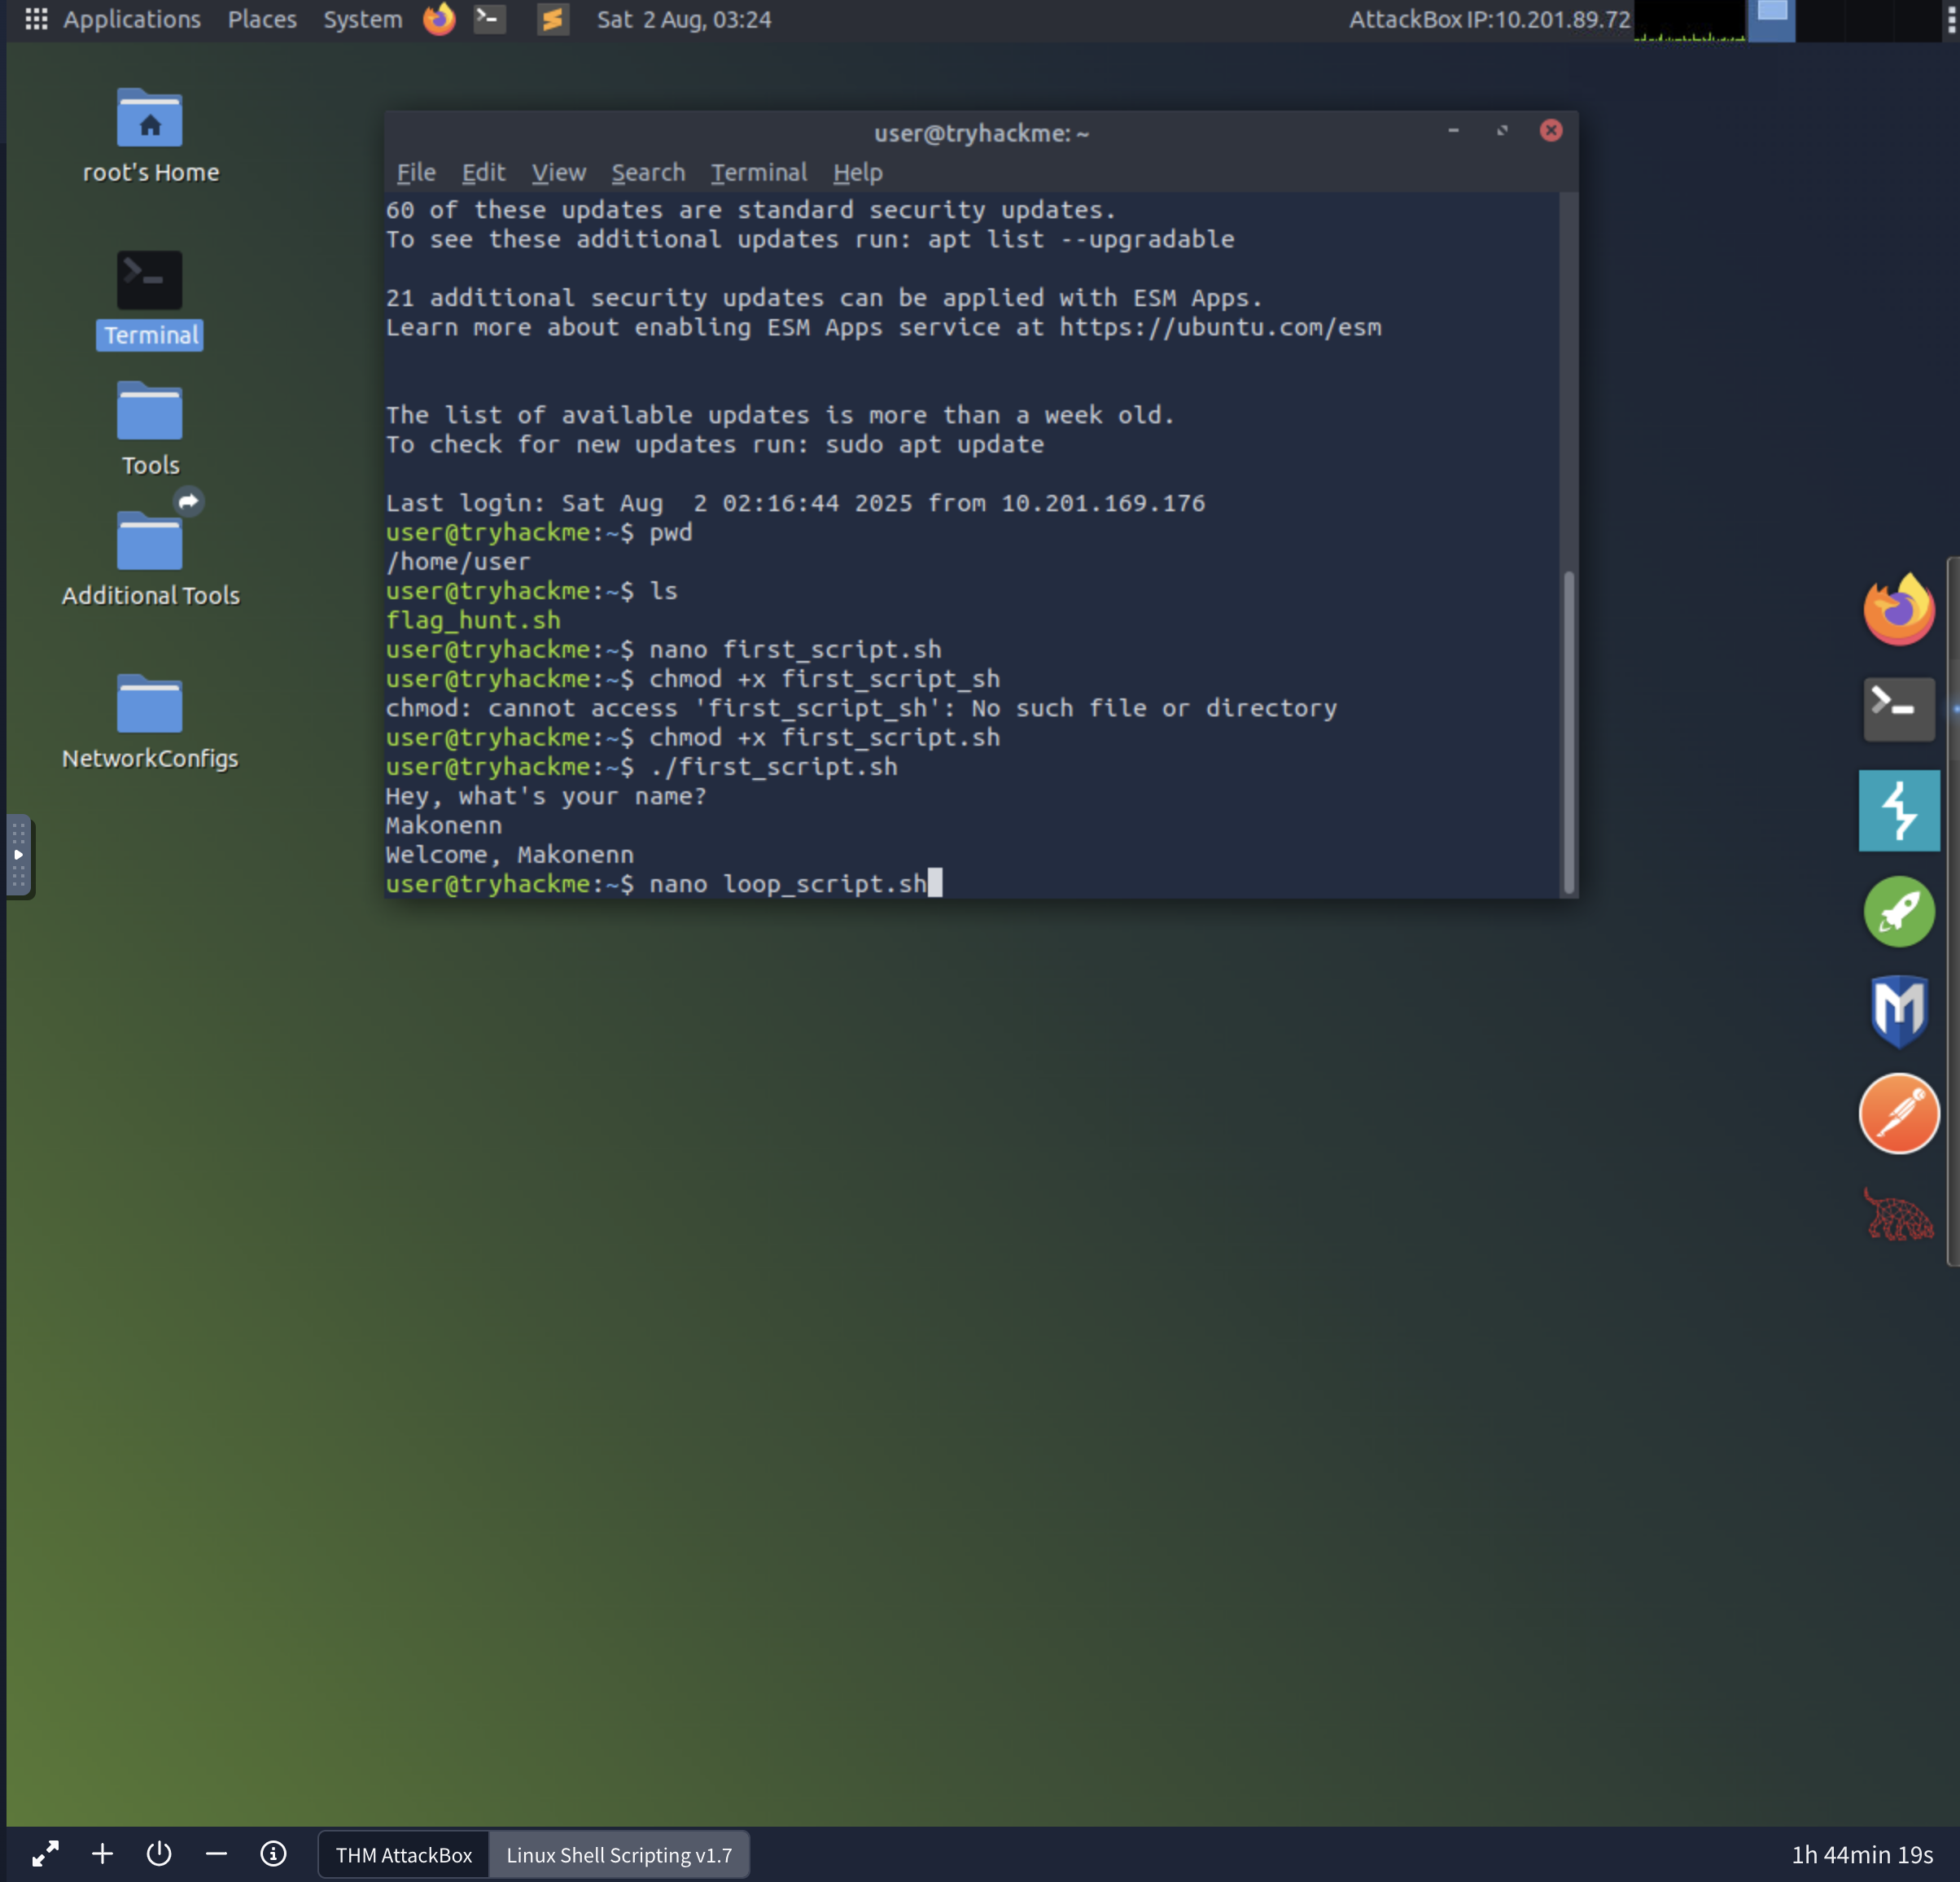 Applications Places System Sat 2 Aug, 03:24 AttackBox IP:10.201.89.72
root's Home
Terminal
Tools
Additional Tools
NetworkConfigs
user@tryhackme: ~
File Edit View Search Terminal Help
60 of these updates are standard security updates.
To see these additional updates run: apt list --upgradable
21 additional security updates can be applied with ESM Apps.
Learn more about enabling ESM Apps service at https://ubuntu.com/esm
The list of available updates is more than a week old.
To check for new updates run: sudo apt update
Last login: Sat Aug  2 02:16:44 2025 from 10.201.169.176
user@tryhackme:~$ pwd
/home/user
user@tryhackme:~$ ls
flag_hunt.sh
user@tryhackme:~$ nano first_script.sh
user@tryhackme:~$ chmod +x first_script_sh
chmod: cannot access 'first_script_sh': No such file or directory
user@tryhackme:~$ chmod +x first_script.sh
user@tryhackme:~$ ./first_script.sh
Hey, what's your name?
Makonenn
Welcome, Makonenn
user@tryhackme:~$ nano loop_script.sh
THM AttackBox Linux Shell Scripting v1.7 1h 44min 19s